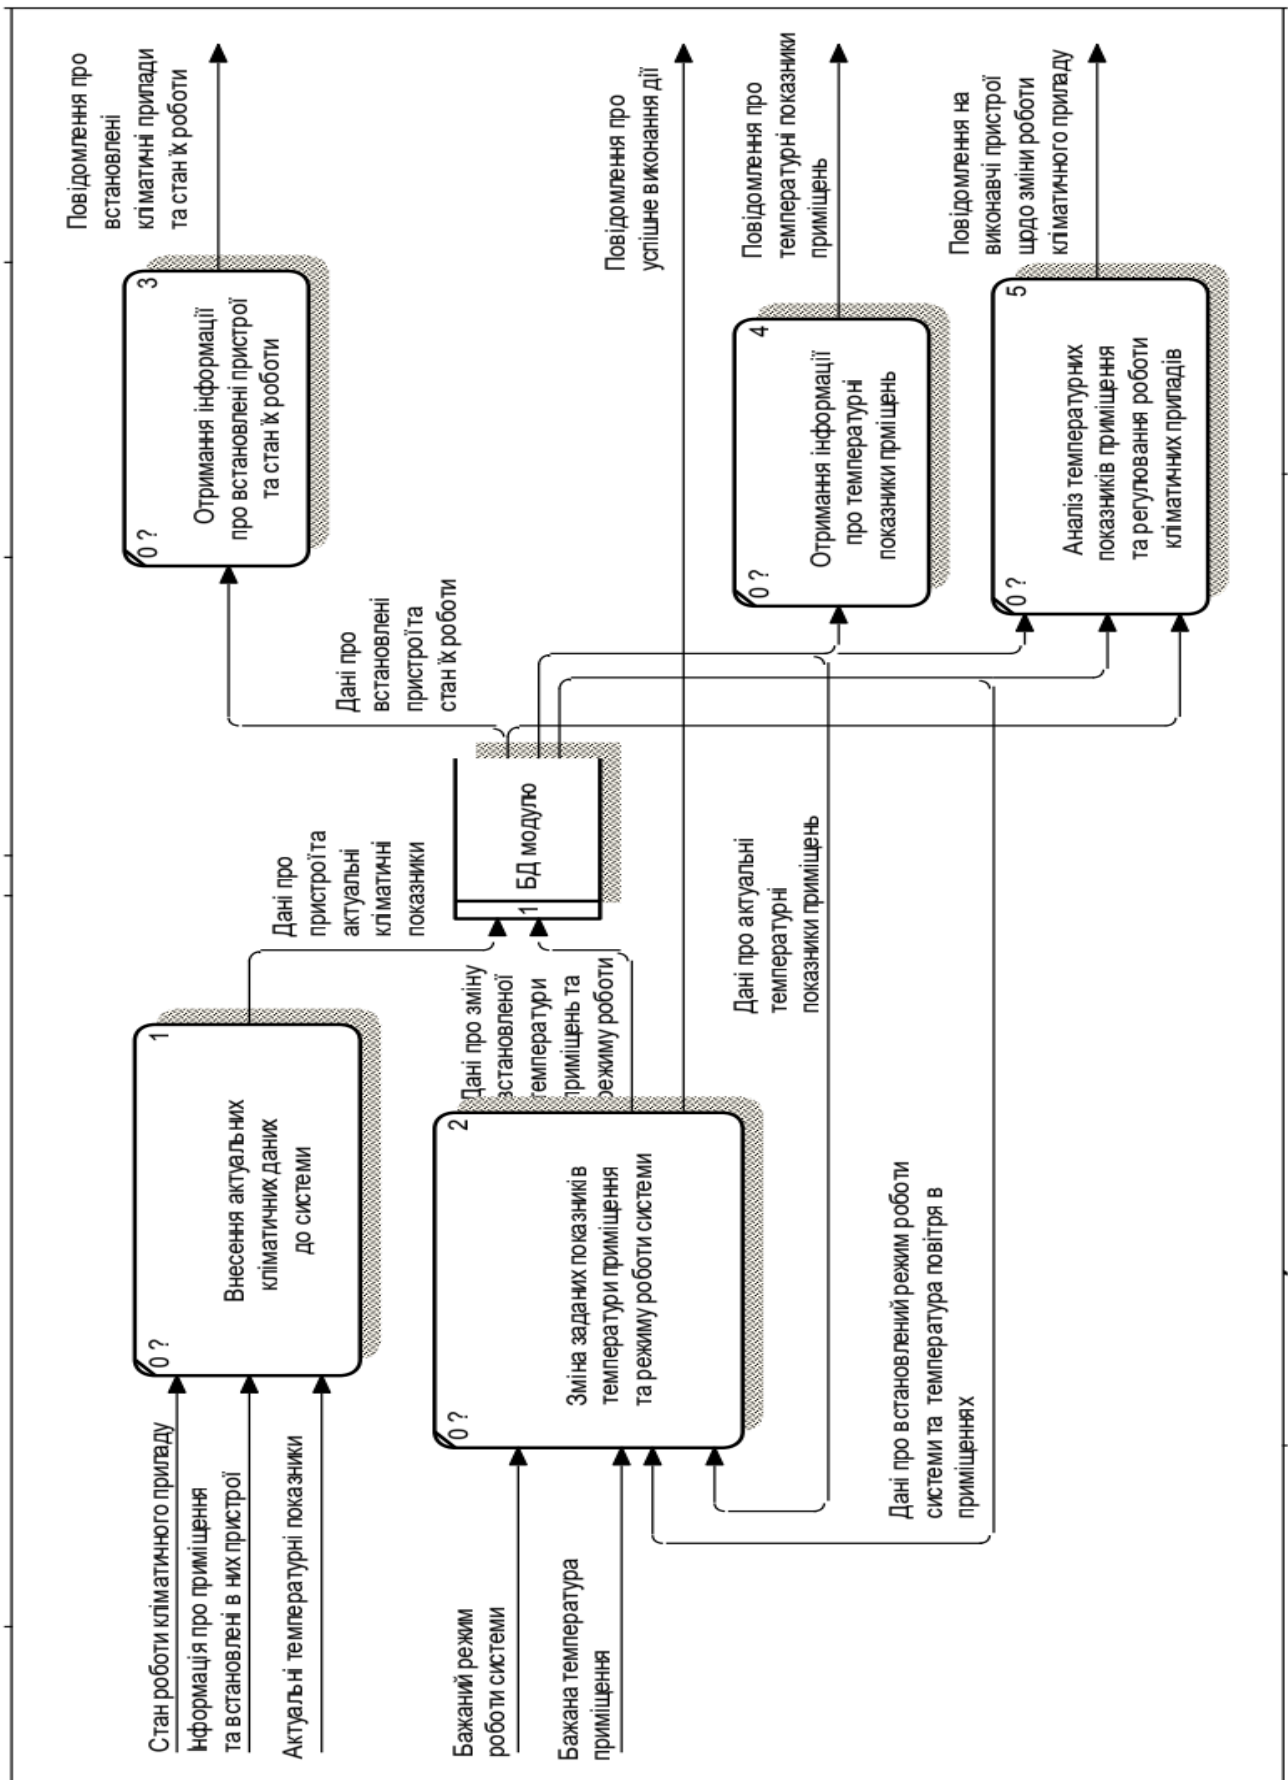 Стан роботи кліматичного приладу
Інформація про приміщення
та встановлені в них пристрої
Актуальні температурні показники
0 ?
1
Внесення актуальних
кліматичних даних
до системи
Дані про
пристрої та
актуальні
кліматичні
показники
Бажаний режим
роботи системи
Бажана температура
приміщення
0 ?
2
Зміна заданих показників
температури приміщення
та режиму роботи системи
Дані про зміну
встановленої
температури
приміщень та
режиму роботи
1
БД модулю
Дані про
встановлені
пристрої та
стан їх роботи
0 ?
3
Отримання інформації
про встановлені пристрої
та стан їх роботи
Повідомлення про
встановлені
кліматичні припади
та стан їх роботи
Повідомлення про
успішне виконання дії
Дані про актуальні
температурні
показники приміщень
0 ?
4
Отримання інформації
про температурні
показники прміщень
Повідомлення про
температурні показники
приміщень
Дані про встановлений режим роботи
системи та температура повітря в
приміщеннях
0 ?
5
Аналіз температурних
показників приміщення
та регулювання роботи
кліматичних припадів
Повідомлення на
виконавчі пристрої
щодо зміни роботи
кліматичного приладу